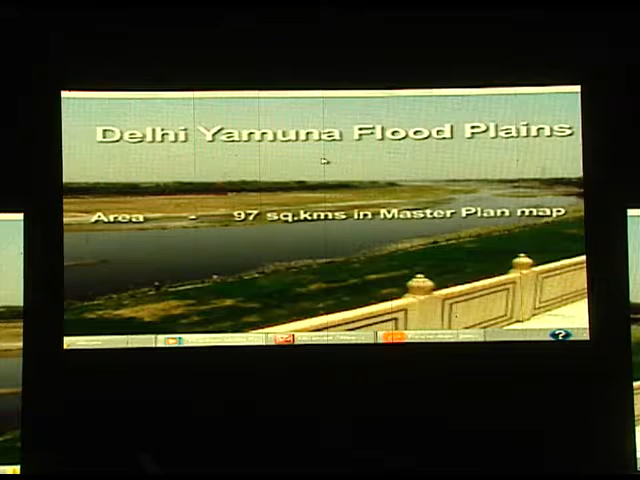 Delhi Yamuna Flood Plains
Area - 97 sq.kms in Master Plan map
?